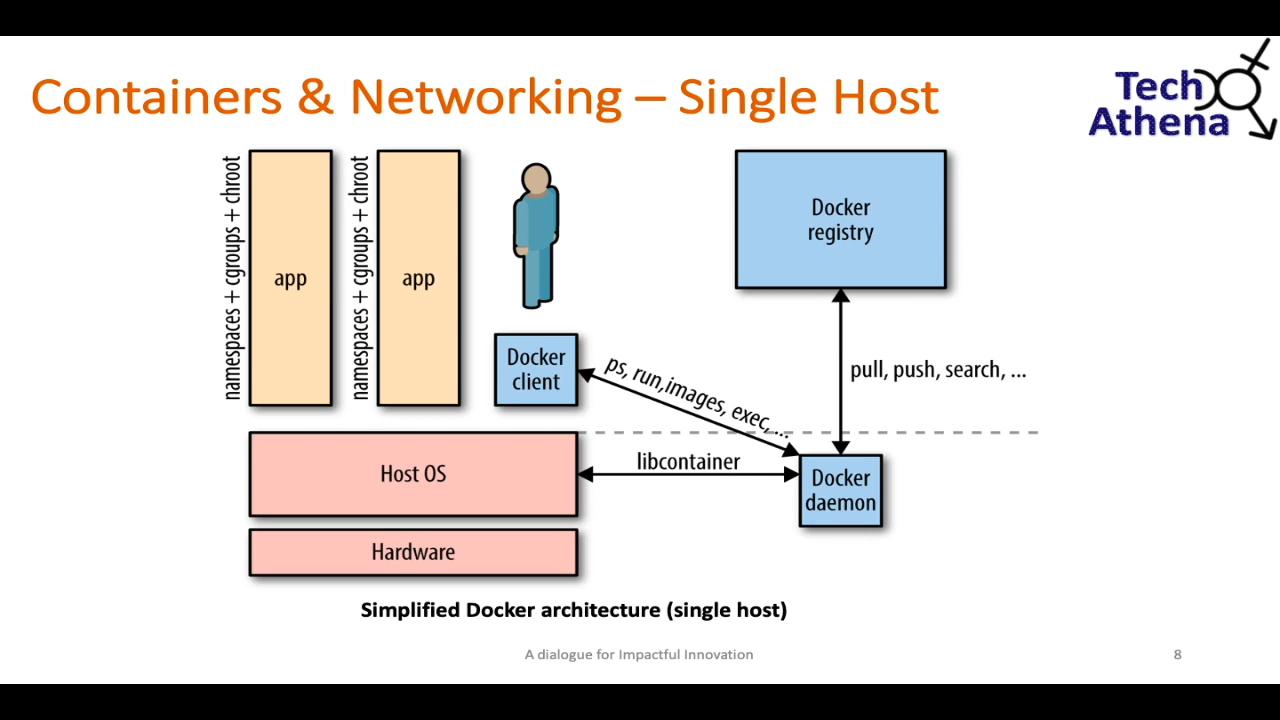 Containers & Networking – Single Host
Tech
Athena
namespaces + cgroups + chroot
app
namespaces + cgroups + chroot
app
Docker
client
Docker
registry
ps, run,images, exec,...
pull, push, search, ...
Host OS
libcontainer
Docker
daemon
Hardware
Simplified Docker architecture (single host)
A dialogue for Impactful Innovation
8